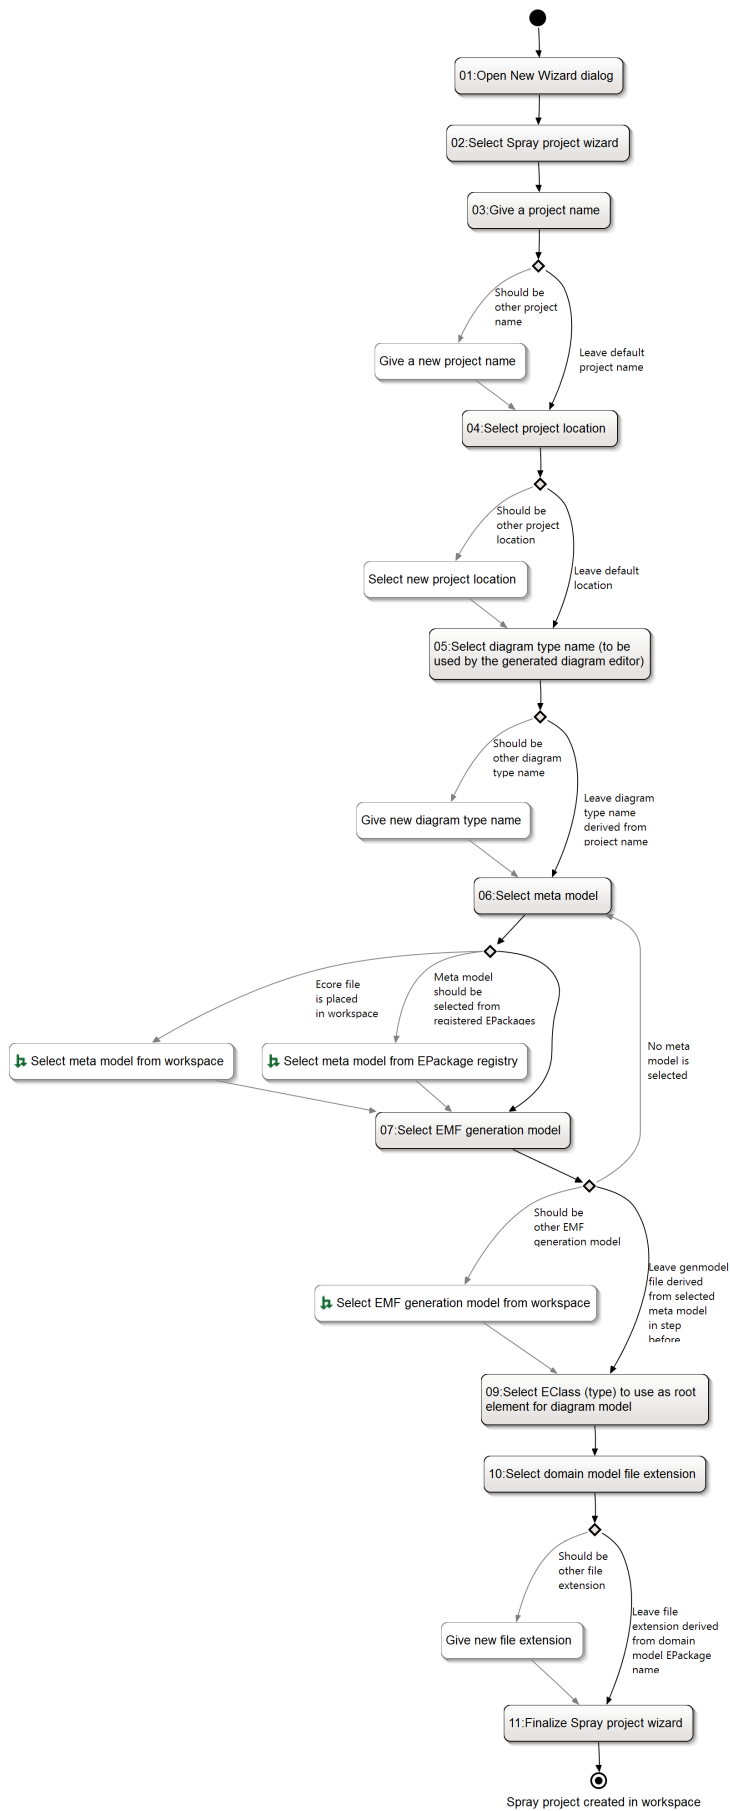 01:Open New Wizard dialog
02:Select Spray project wizard
03:Give a project name
Should be
other project
name
Leave default
project name
Give a new project name
04:Select project location
Should be
other project
location
Leave default
location
Select new project location
05:Select diagram type name (to be
used by the generated diagram editor)
Should be
other diagram
type name
Leave diagram
type name
derived from
project name
Give new diagram type name
06:Select meta model
Ecore file
is placed
in workspace
Meta model
should be
selected from
registered EPackages
No meta
model is
selected
Select meta model from workspace
Select meta model from EPackage registry
07:Select EMF generation model
Should be
other EMF
generation model
Leave genmodel
file derived
from selected
meta model
in step
before
Select EMF generation model from workspace
09:Select EClass (type) to use as root
element for diagram model
10:Select domain model file extension
Should be
other file
extension
Leave file
extension derived
from domain
model EPackage
name
Give new file extension
11:Finalize Spray project wizard
Spray project created in workspace